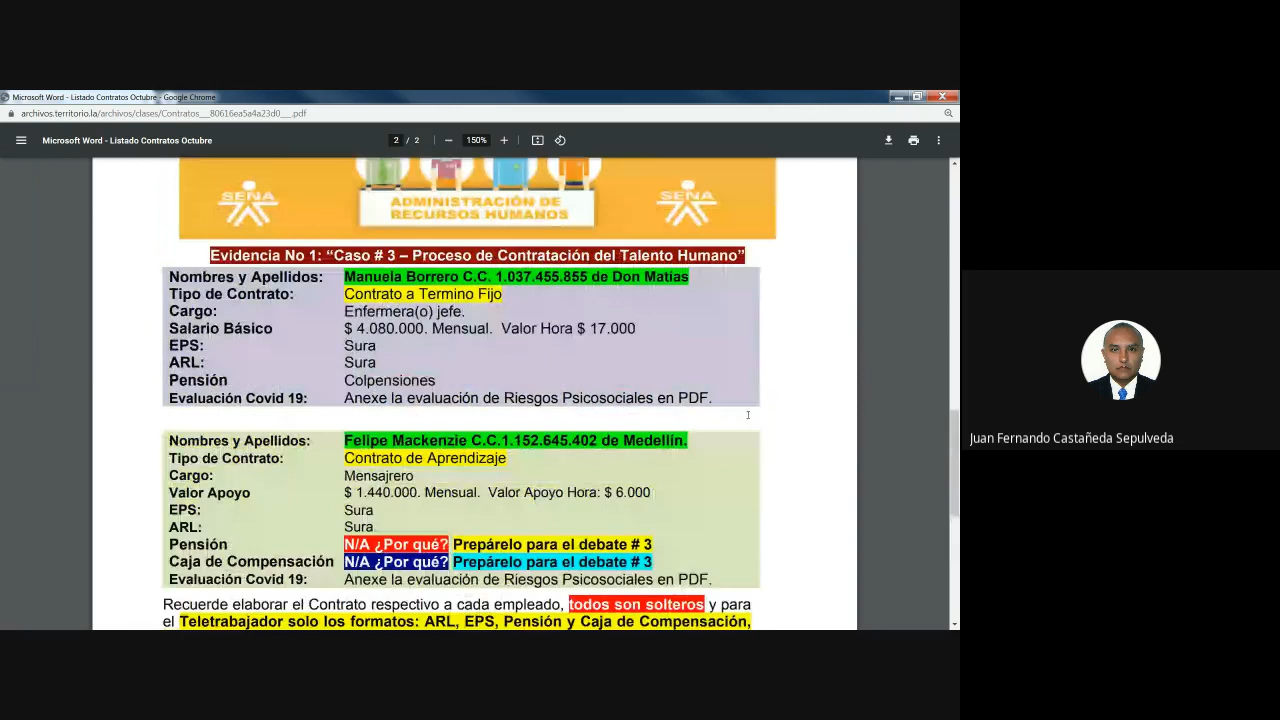 Microsoft Word - Listado Contratos Octubre - Google Chrome
archivos.territorio.la/archivos/clases/Contratos__80616ea5a4a23d0__.pdf
Microsoft Word - Listado Contratos Octubre
2 / 2
150%
SENA
ADMINISTRACIÓN DE
RECURSOS HUMANOS
SENA
Evidencia No 1: “Caso # 3 – Proceso de Contratación del Talento Humano”
Nombres y Apellidos: Manuela Borrero C.C. 1.037.455.855 de Don Matías
Tipo de Contrato: Contrato a Termino Fijo
Cargo: Enfermera(o) jefe.
Salario Básico $ 4.080.000. Mensual. Valor Hora $ 17.000
EPS: Sura
ARL: Sura
Pensión Colpensiones
Evaluación Covid 19: Anexe la evaluación de Riesgos Psicosociales en PDF.
Nombres y Apellidos: Felipe Mackenzie C.C.1.152.645.402 de Medellín.
Tipo de Contrato: Contrato de Aprendizaje
Cargo: Mensajrero
Valor Apoyo $ 1.440.000. Mensual. Valor Apoyo Hora: $ 6.000
EPS: Sura
ARL: Sura
Pensión N/A ¿Por qué? Prepárelo para el debate # 3
Caja de Compensación N/A ¿Por qué? Prepárelo para el debate # 3
Evaluación Covid 19: Anexe la evaluación de Riesgos Psicosociales en PDF.
Recuerde elaborar el Contrato respectivo a cada empleado, todos son solteros y para
el Teletrabajador solo los formatos: ARL, EPS, Pensión y Caja de Compensación,
Juan Fernando Castañeda Sepulveda